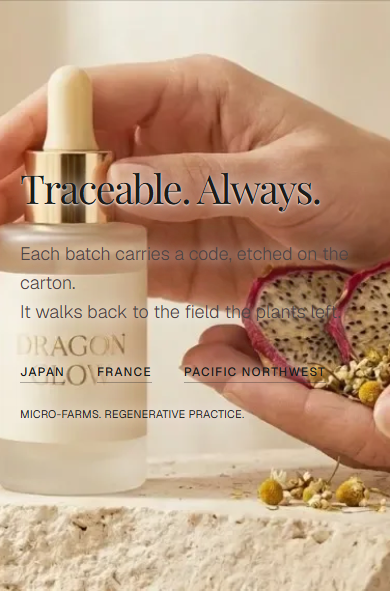 Traceable. Always.
Each batch carries a code, etched on the
carton.
It walks back to the field the plants left.
DRAGON
GLOW
JAPAN FRANCE PACIFIC NORTHWEST
MICRO-FARMS. REGENERATIVE PRACTICE.